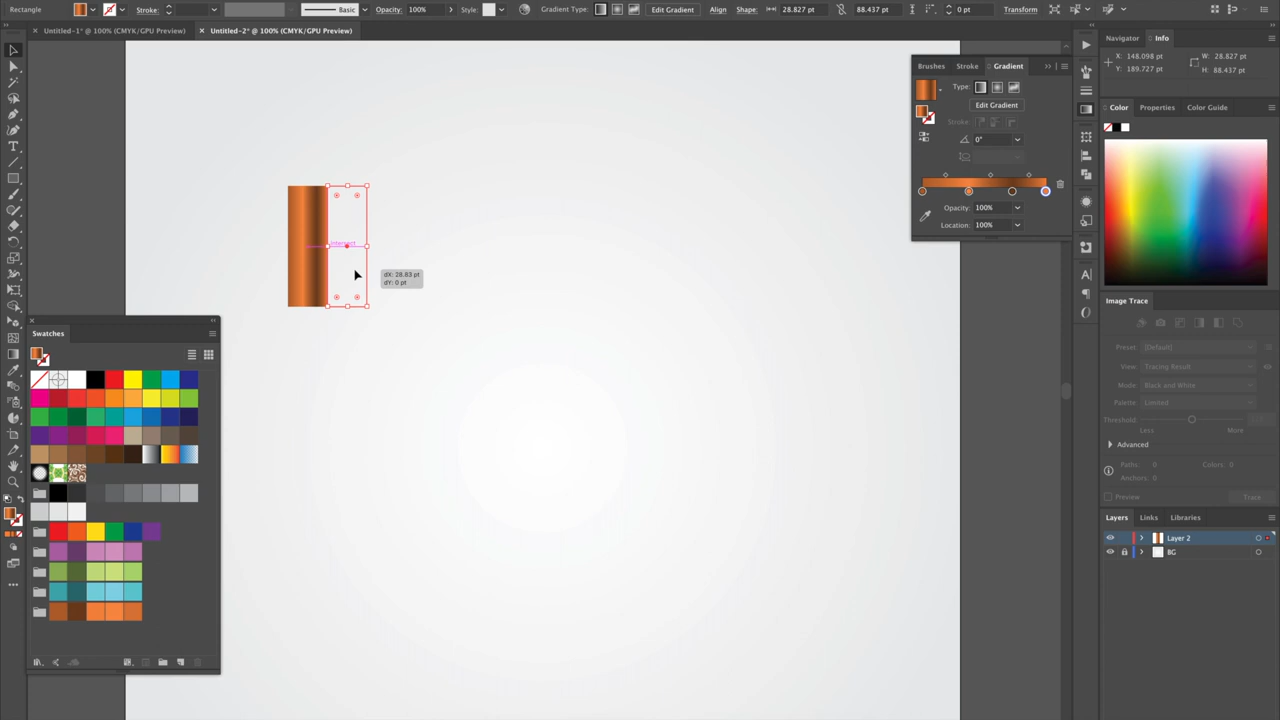 Rectangle
Stroke:
Basic
Opacity: 100%
Style:
Gradient Type:
Edit Gradient
Align
Shape:
28.827 pt
88.437 pt
0 pt
Transform
Untitled-1* @ 100% (CMYK/GPU Preview)
Untitled-2* @ 100% (CMYK/GPU Preview)
Navigator
Info
X: 148.098 pt
Y: 189.727 pt
W: 28.827 pt
H: 88.437 pt
Brushes
Stroke
Gradient
Type:
Edit Gradient
Stroke:
0°
Opacity: 100%
Location: 100%
Color
Properties
Color Guide
intersect
dX: 28.83 pt
dY: 0 pt
Swatches
Image Trace
Preset: [Default]
View: Tracing Result
Mode: Black and White
Palette: Limited
Threshold:
Less
More
Advanced
Paths: 0
Colors: 0
Anchors: 0
Preview
Trace
Layers
Links
Libraries
Layer 2
BG